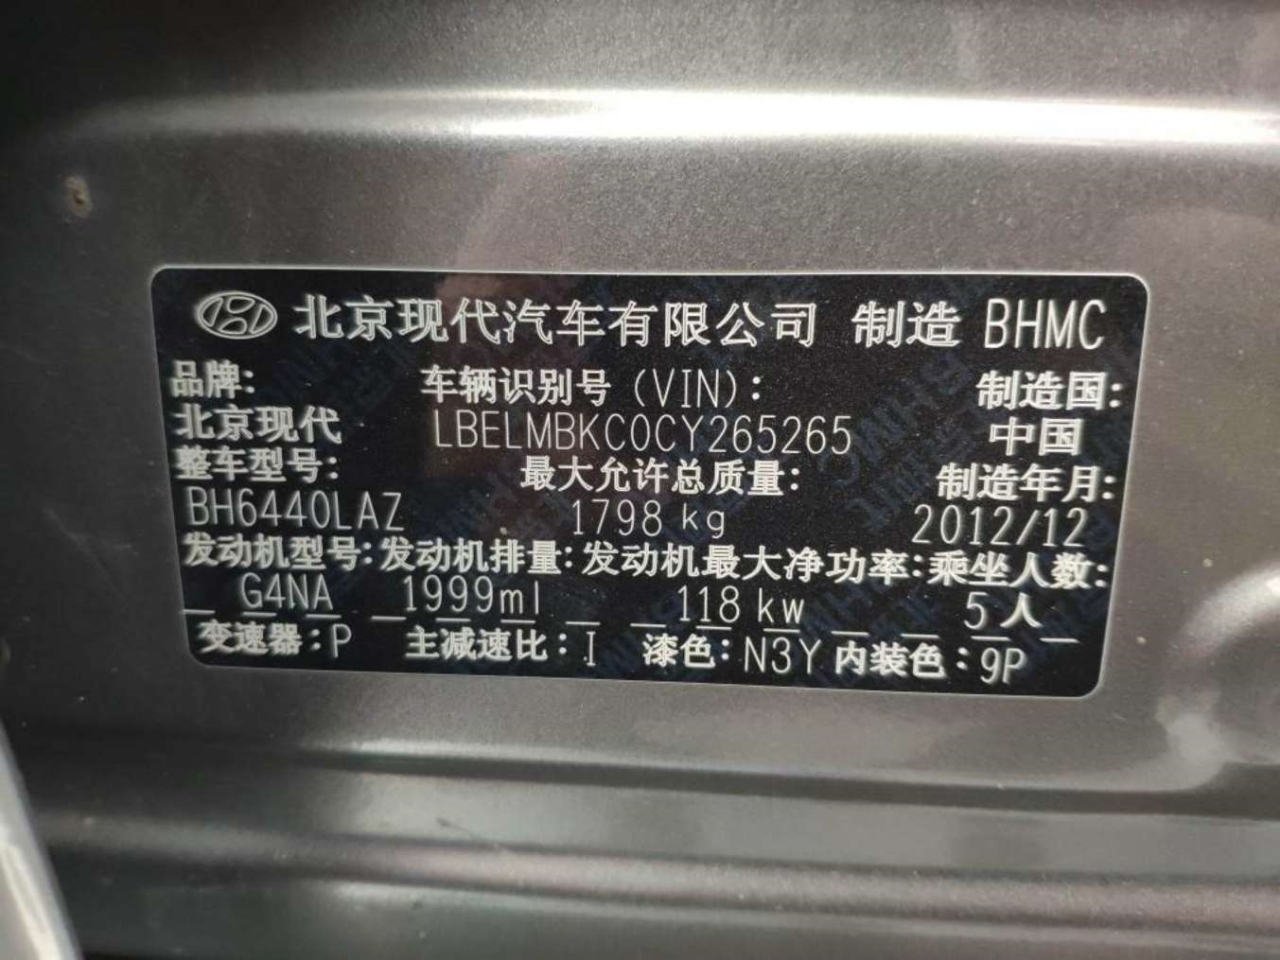 北京现代汽车有限公司 制造 BHMC
品牌: 车辆识别号(VIN): 制造国:
北京现代 LBELMBKC0CY265265 中国
整车型号: 最大允许总质量: 制造年月:
BH6440LAZ 1798kg 2012/12
发动机型号: 发动机排量: 发动机最大净功率: 乘坐人数:
G4NA 1999ml 118kw 5人
变速器:P 主减速比:I 漆色:N3Y 内装色:9P